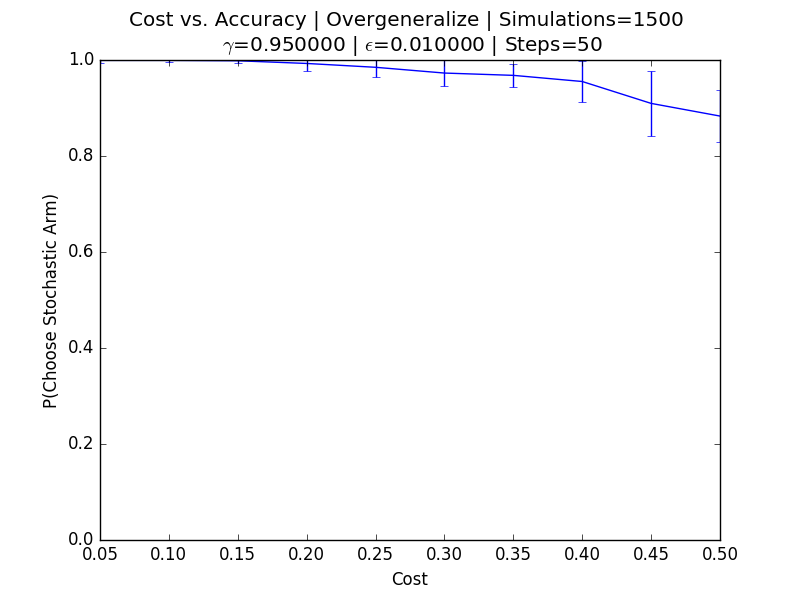 Cost vs. Accuracy | Overgeneralize | Simulations=1500
γ=0.950000 | ϵ=0.010000 | Steps=50
1.0
0.8
0.6
0.4
0.2
0.0
P(Choose Stochastic Arm)
0.05 0.10 0.15 0.20 0.25 0.30 0.35 0.40 0.45 0.50
Cost